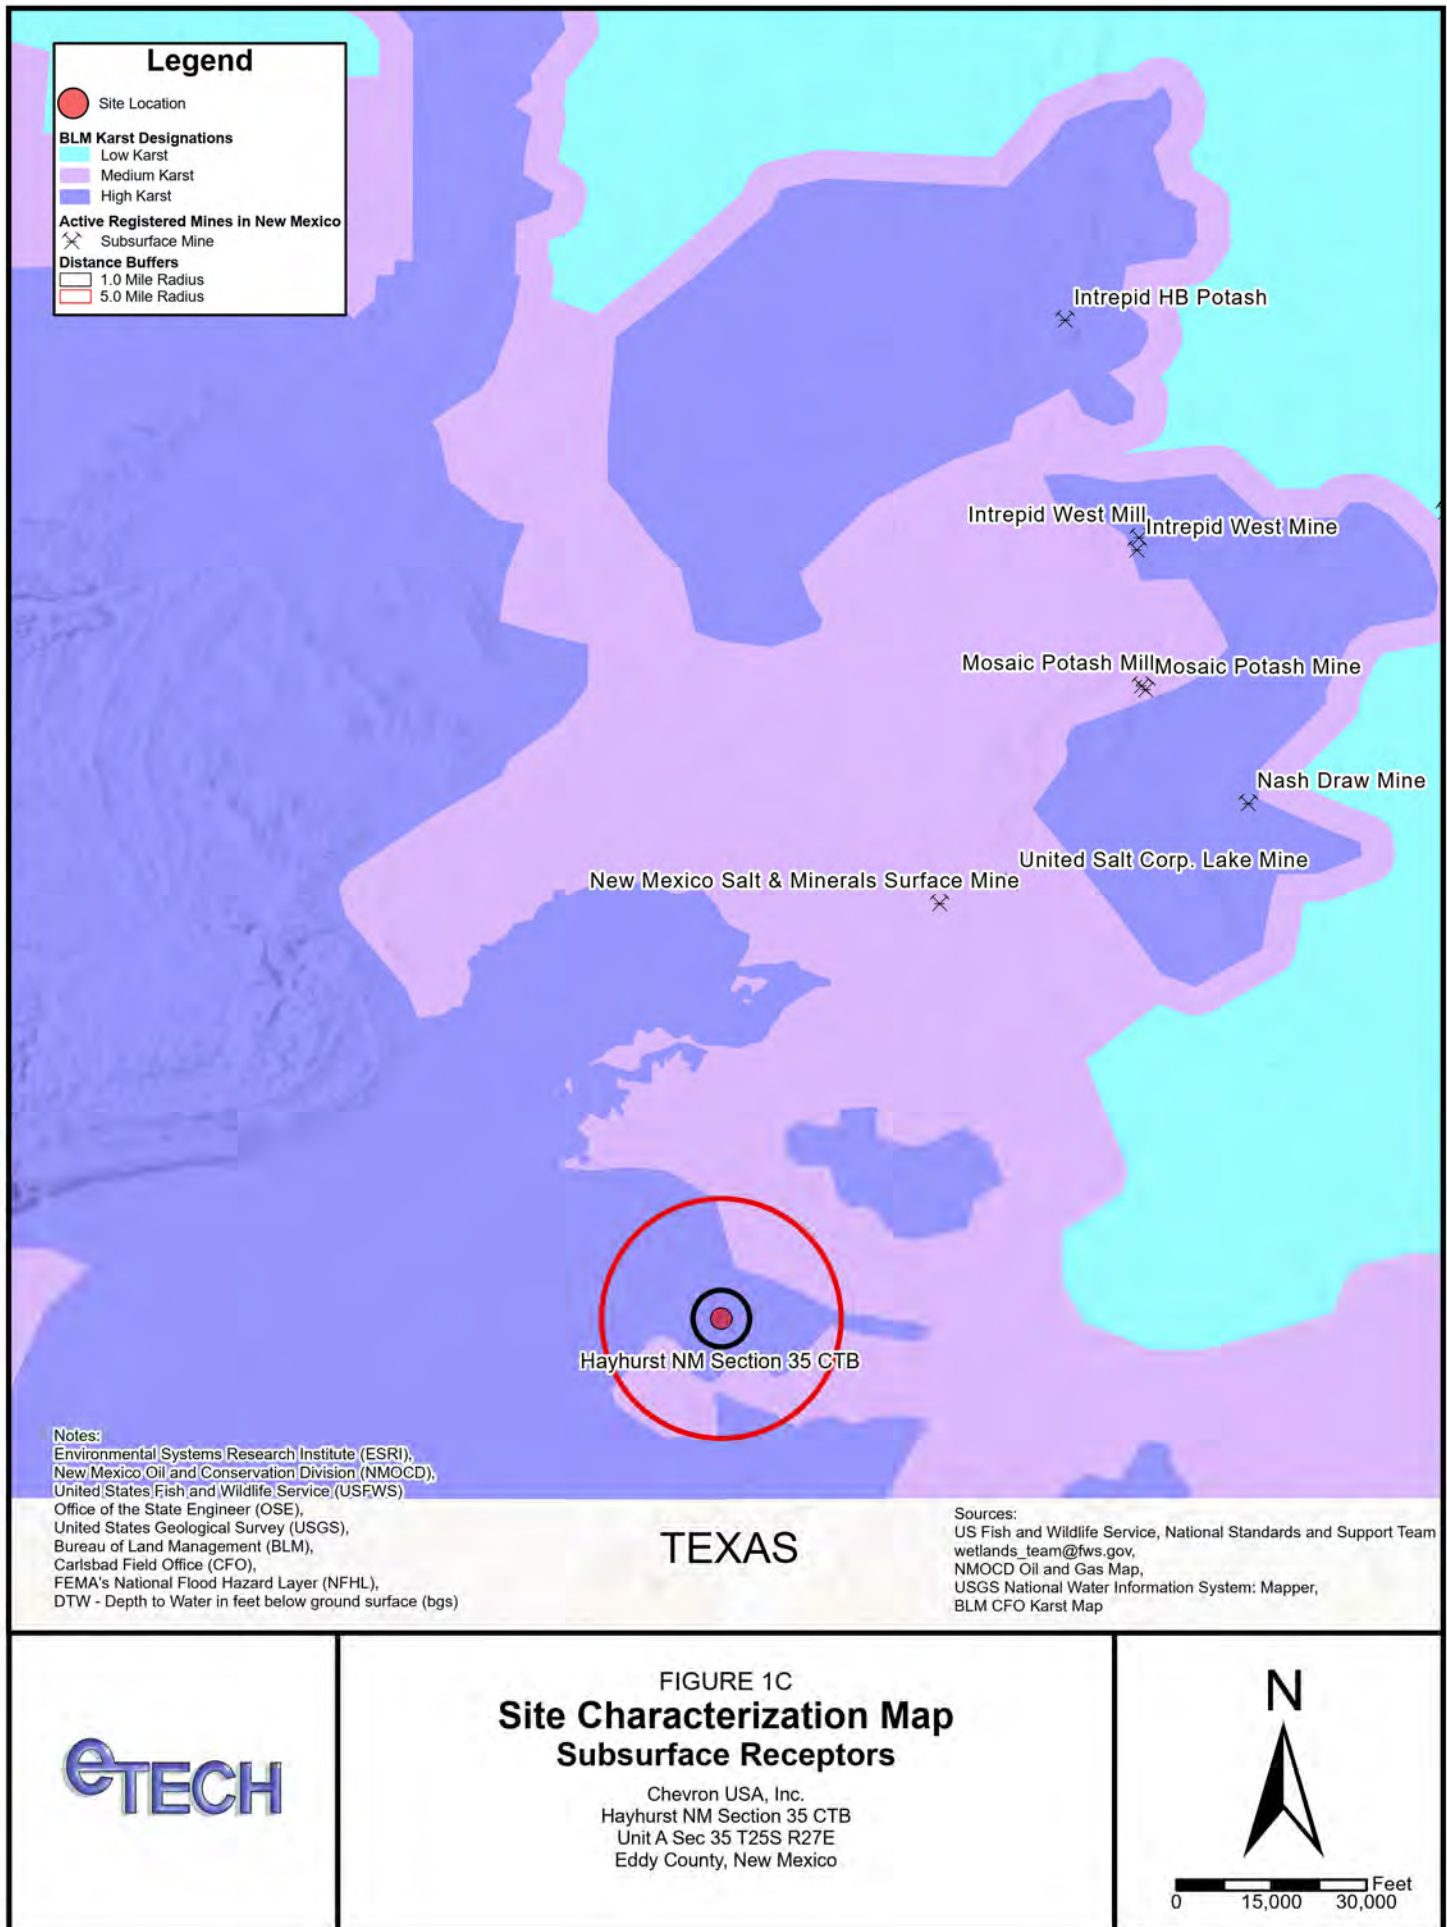 Legend
Site Location
BLM Karst Designations
Low Karst
Medium Karst
High Karst
Active Registered Mines in New Mexico
Subsurface Mine
Distance Buffers
1.0 Mile Radius
5.0 Mile Radius
Intrepid HB Potash
Intrepid West Mill
Intrepid West Mine
Mosaic Potash Mill
Mosaic Potash Mine
Nash Draw Mine
United Salt Corp. Lake Mine
New Mexico Salt & Minerals Surface Mine
Hayhurst NM Section 35 CTB
Notes:
Environmental Systems Research Institute (ESRI),
New Mexico Oil and Conservation Division (NMOCD),
United States Fish and Wildlife Service (USFWS)
Office of the State Engineer (OSE),
United States Geological Survey (USGS),
Bureau of Land Management (BLM),
Carlsbad Field Office (CFO),
FEMA's National Flood Hazard Layer (NFHL),
DTW - Depth to Water in feet below ground surface (bgs)
TEXAS
Sources:
US Fish and Wildlife Service, National Standards and Support Team
wetlands_team@fws.gov,
NMOCD Oil and Gas Map,
USGS National Water Information System: Mapper,
BLM CFO Karst Map
eTECH
FIGURE 1C
Site Characterization Map
Subsurface Receptors
Chevron USA, Inc.
Hayhurst NM Section 35 CTB
Unit A Sec 35 T25S R27E
Eddy County, New Mexico
N
Feet
0 15,000 30,000